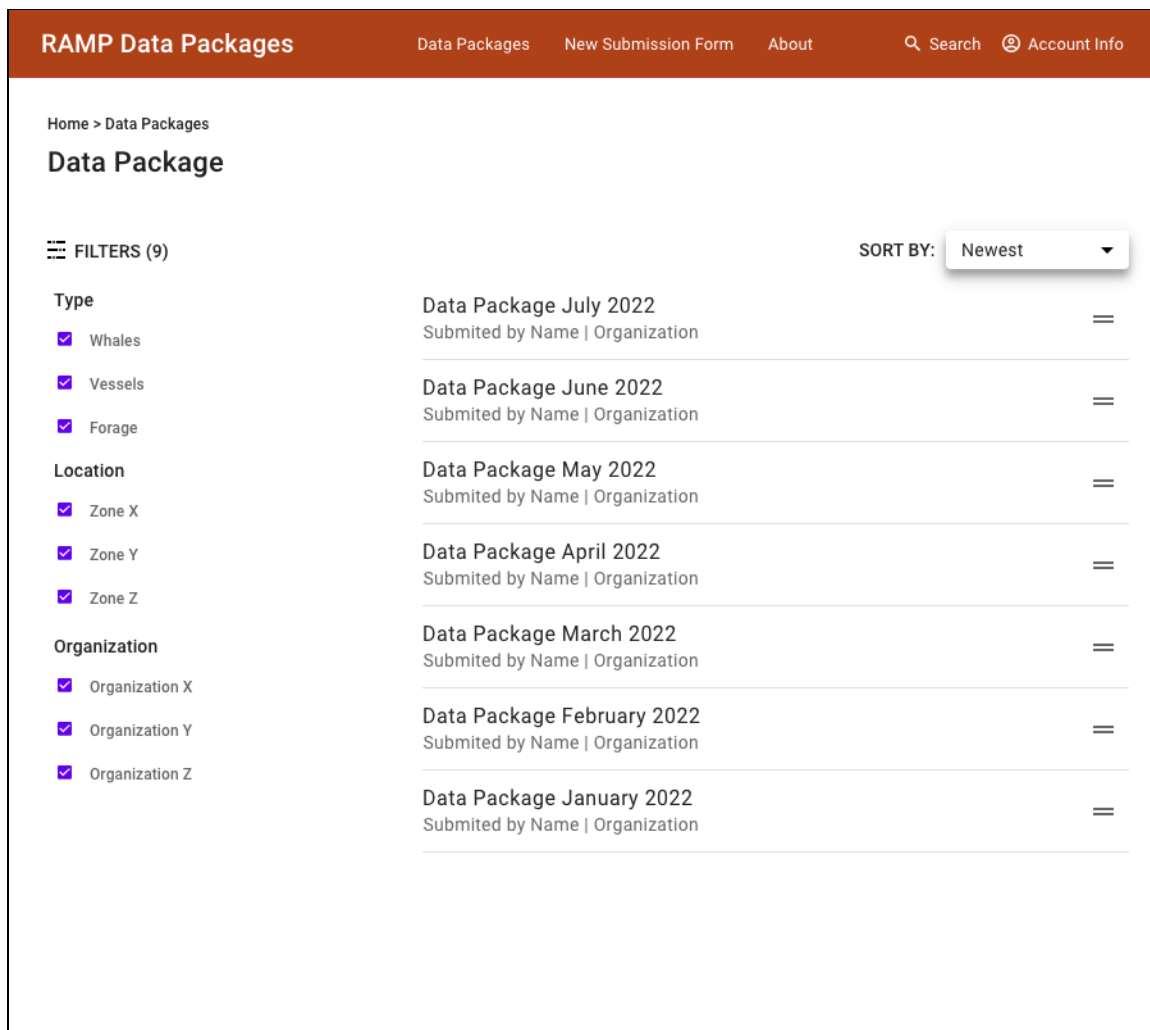 RAMP Data Packages
Data Packages
New Submission Form
About
Search
Account Info
Home > Data Packages
Data Package
FILTERS (9)
SORT BY:
Newest
Type
Whales
Vessels
Forage
Location
Zone X
Zone Y
Zone Z
Organization
Organization X
Organization Y
Organization Z
Data Package July 2022
Submited by Name | Organization
Data Package June 2022
Submited by Name | Organization
Data Package May 2022
Submited by Name | Organization
Data Package April 2022
Submited by Name | Organization
Data Package March 2022
Submited by Name | Organization
Data Package February 2022
Submited by Name | Organization
Data Package January 2022
Submited by Name | Organization